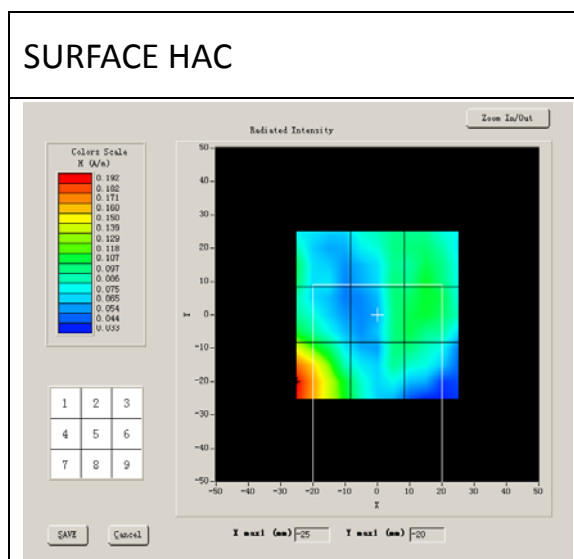 SURFACE HAC
Zoom In/Out
Radiated Intensity
Colors Scale
H (A/m)
0.192
0.182
0.171
0.160
0.150
0.139
0.129
0.118
0.107
0.097
0.086
0.075
0.065
0.054
0.044
0.033
50
40
30
20
10
Y 0
-10
-20
-30
-40
-50
-50 -40 -30 -20 -10 0 10 20 30 40 50
X
1 2 3
4 5 6
7 8 9
SAVE Cancel
X max1 (mm) -25 Y max1 (mm) -20